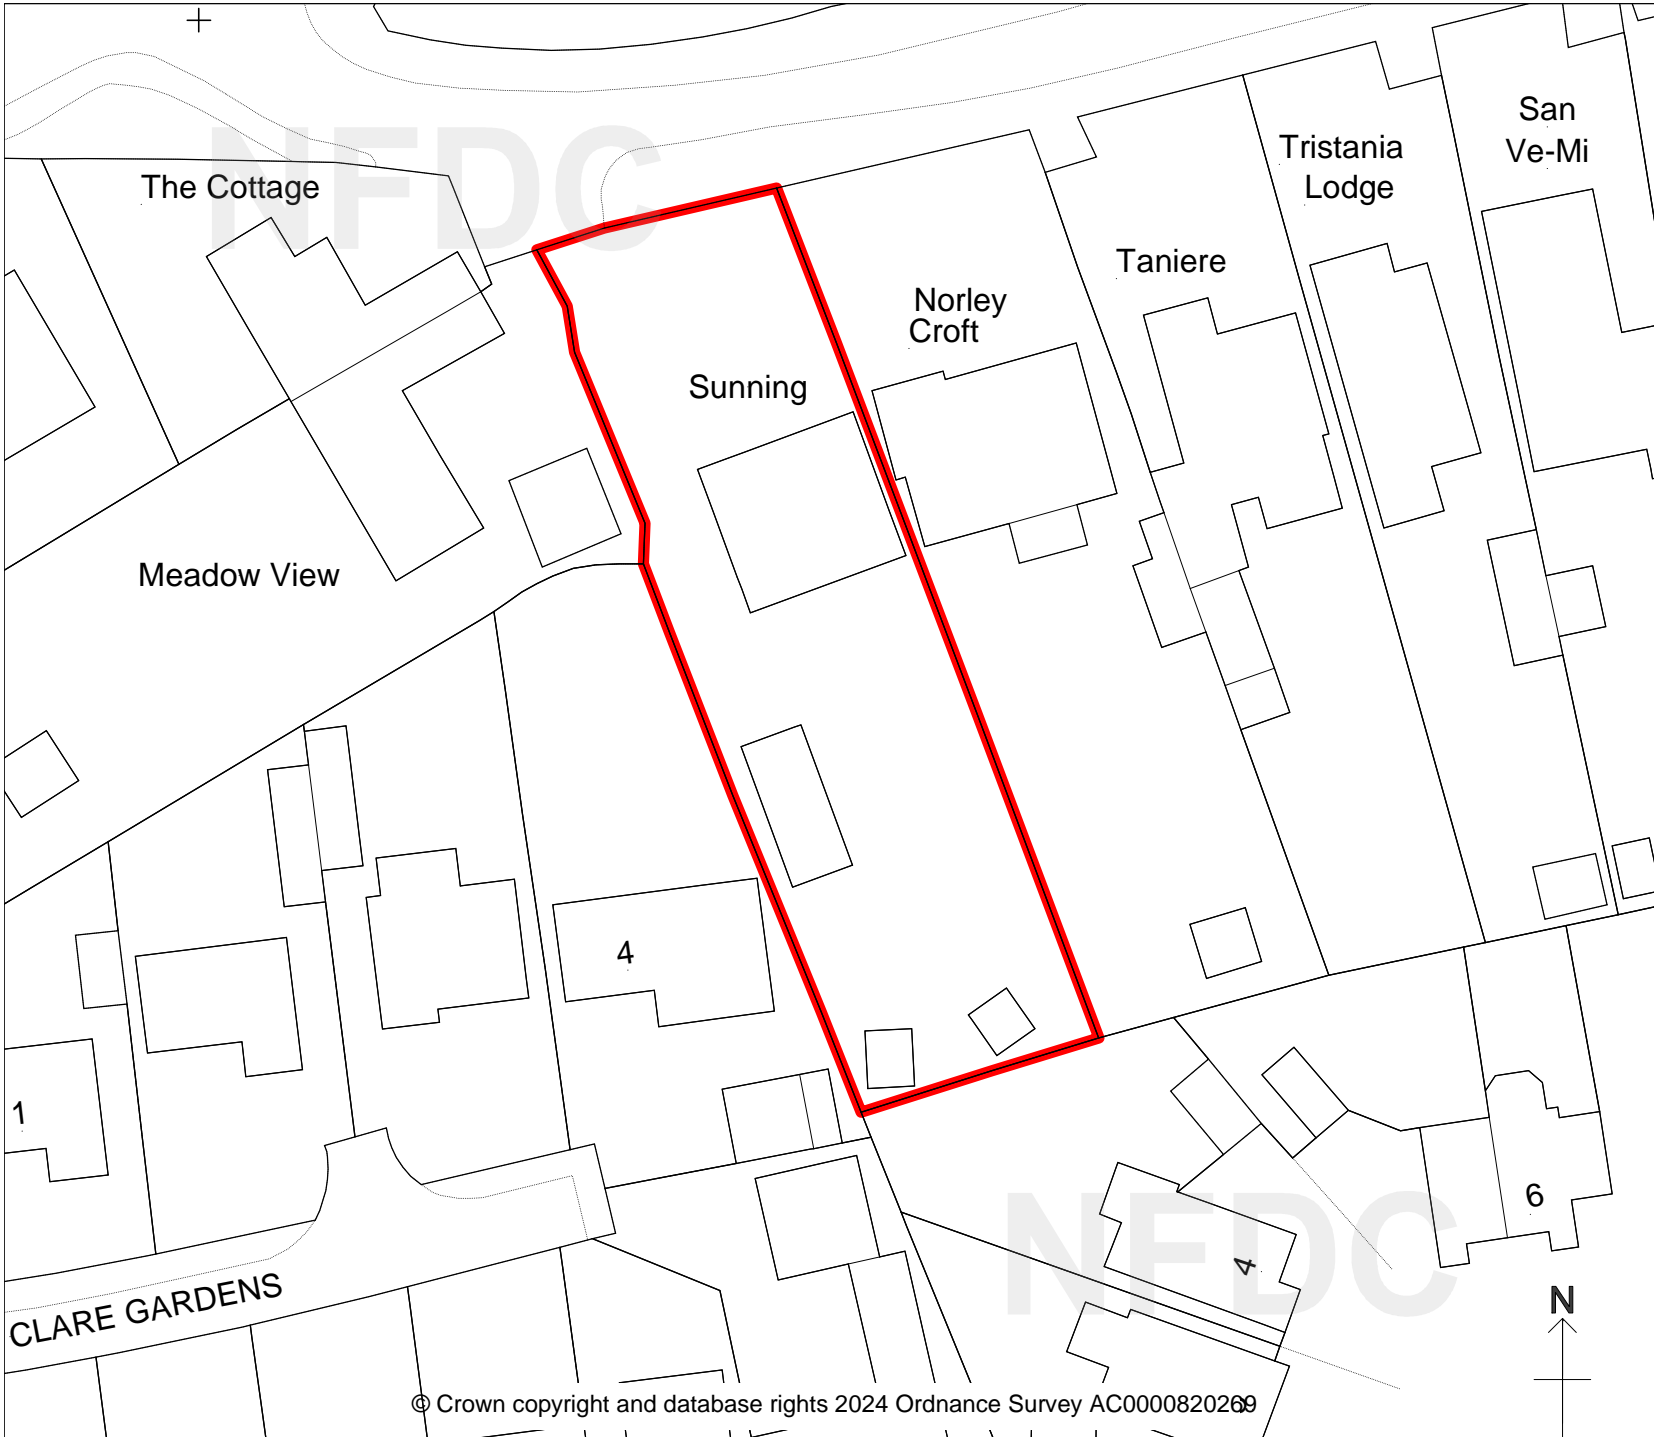 NFDC
San
Ve-Mi
Tristania
Lodge
The Cottage
Taniere
Norley
Croft
Sunning
Meadow View
4
1
6
4
NFDC
CLARE GARDENS
N
© Crown copyright and database rights 2024 Ordnance Survey AC0000820269